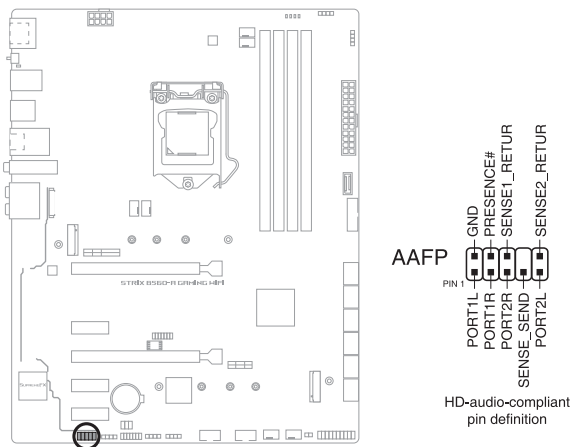 AAFP
PIN 1
GND
PRESENCE#
SENSE1_RETUR
SENSE2_RETUR
PORT1L
PORT1R
PORT2R
SENSE_SEND
PORT2L
HD-audio-compliant
pin definition
STRIX B560-A GAMING WIFI
SupremeFX